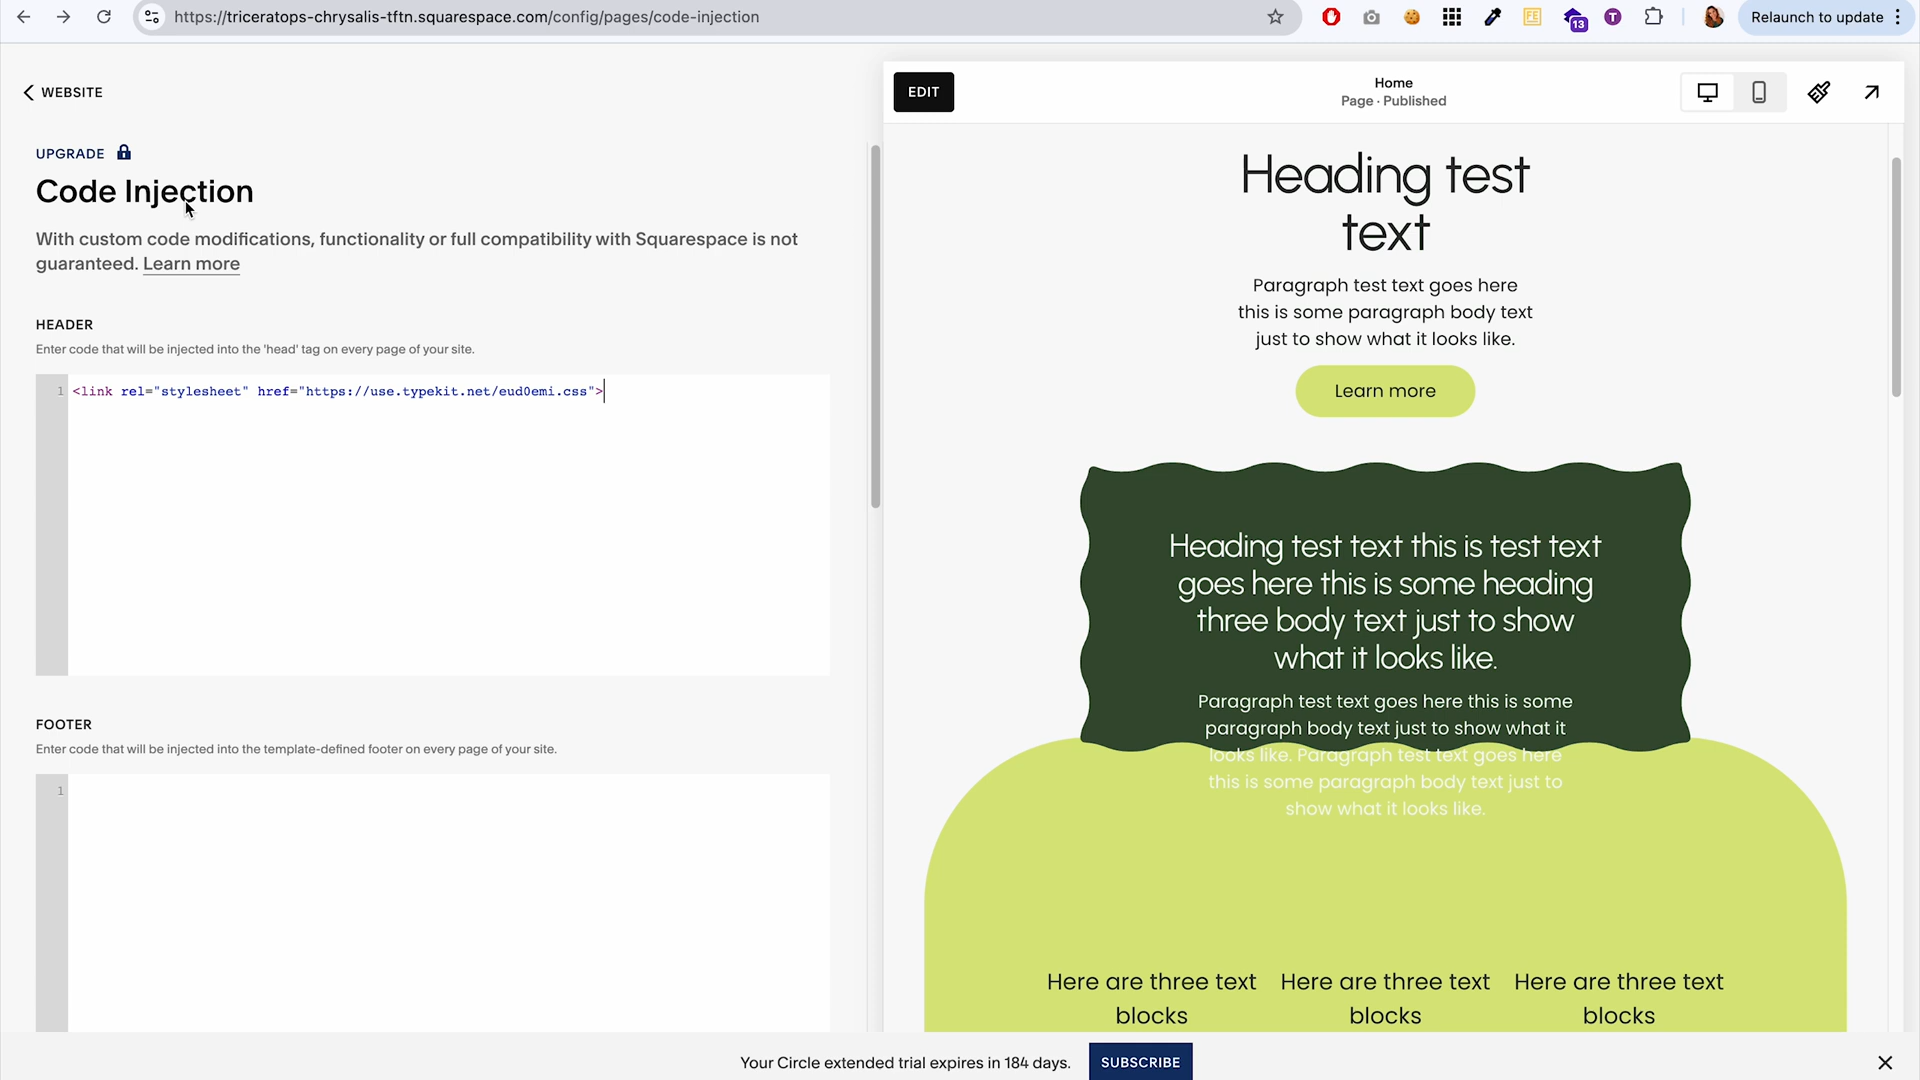 https://triceratops-chrysalis-tftn.squarespace.com/config/pages/code-injection
FE
13
T
Relaunch to update
WEBSITE
UPGRADE
Code Injection
With custom code modifications, functionality or full compatibility with Squarespace is not
guaranteed. Learn more
HEADER
Enter code that will be injected into the 'head' tag on every page of your site.
1 <link rel="stylesheet" href="https://use.typekit.net/eud0emi.css">
FOOTER
Enter code that will be injected into the template-defined footer on every page of your site.
1
EDIT
Home
Page · Published
Heading test
text
Paragraph test text goes here
this is some paragraph body text
just to show what it looks like.
Learn more
Heading test text this is test text
goes here this is some heading
three body text just to show
what it looks like.
Paragraph test text goes here this is some
paragraph body text just to show what it
looks like. Paragraph test text goes here
this is some paragraph body text just to
show what it looks like.
Here are three text
blocks
Here are three text
blocks
Here are three text
blocks
Your Circle extended trial expires in 184 days.
SUBSCRIBE